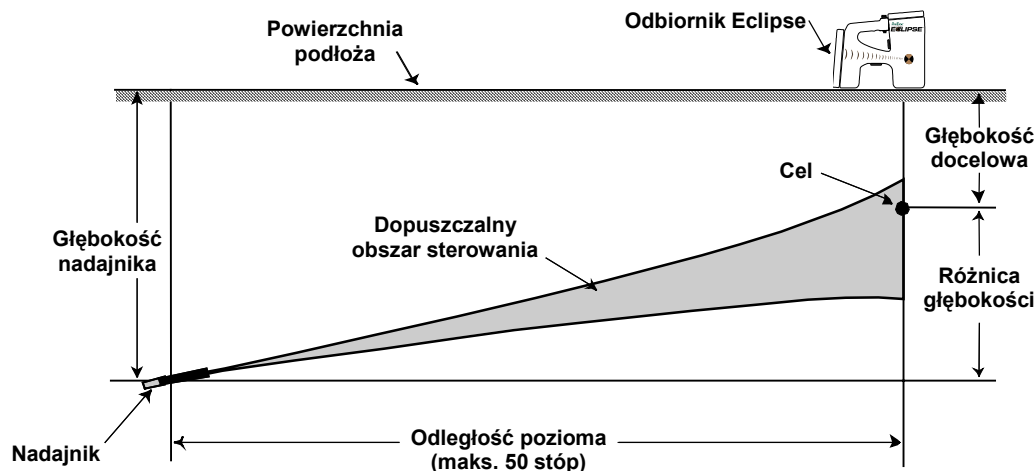 Powierzchnia
podłoża
Odbiornik Eclipse
ECLIPSE
Głębokość
docelowa
Cel
Dopuszczalny
obszar sterowania
Głębokość
nadajnika
Różnica
głębokości
Nadajnik
Odległość pozioma
(maks. 50 stóp)